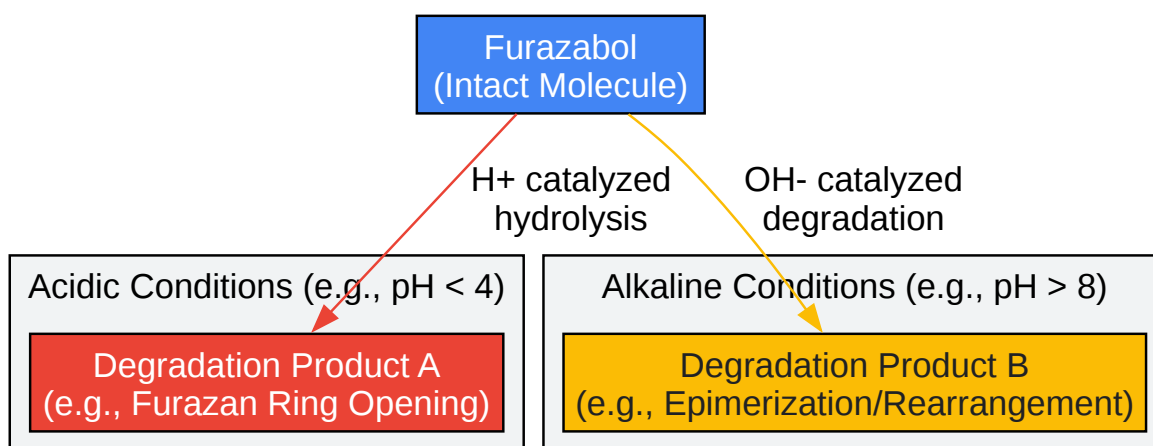 Furazabol
(Intact Molecule)
H+ catalyzed
hydrolysis
OH- catalyzed
degradation
Acidic Conditions (e.g., pH < 4)
Degradation Product A
(e.g., Furazan Ring Opening)
Alkaline Conditions (e.g., pH > 8)
Degradation Product B
(e.g., Epimerization/Rearrangement)